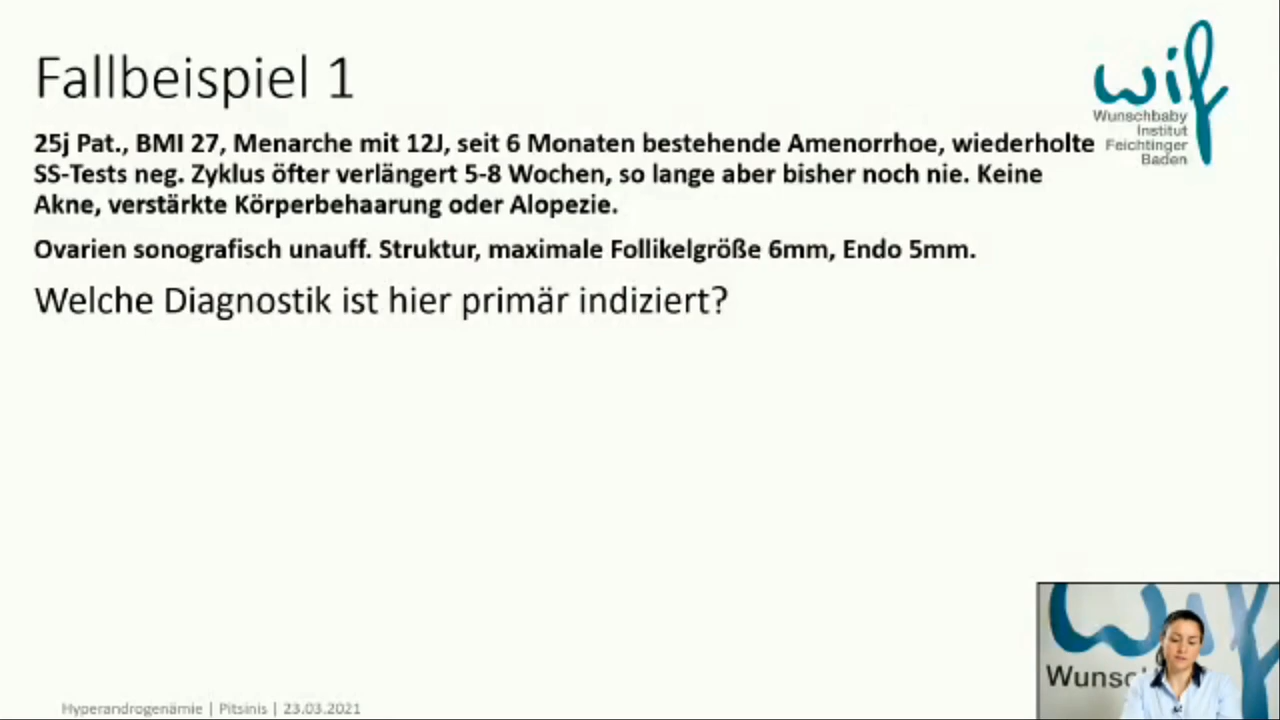 Fallbeispiel 1
wif
Wunschbaby
Institut
Feichtinger
Baden
25j Pat., BMI 27, Menarche mit 12J, seit 6 Monaten bestehende Amenorrhoe, wiederholte
SS-Tests neg. Zyklus öfter verlängert 5-8 Wochen, so lange aber bisher noch nie. Keine
Akne, verstärkte Körperbehaarung oder Alopezie.
Ovarien sonografisch unauff. Struktur, maximale Follikelgröße 6mm, Endo 5mm.
Welche Diagnostik ist hier primär indiziert?
Hyperandrogenämie | Pitsinis | 23.03.2021